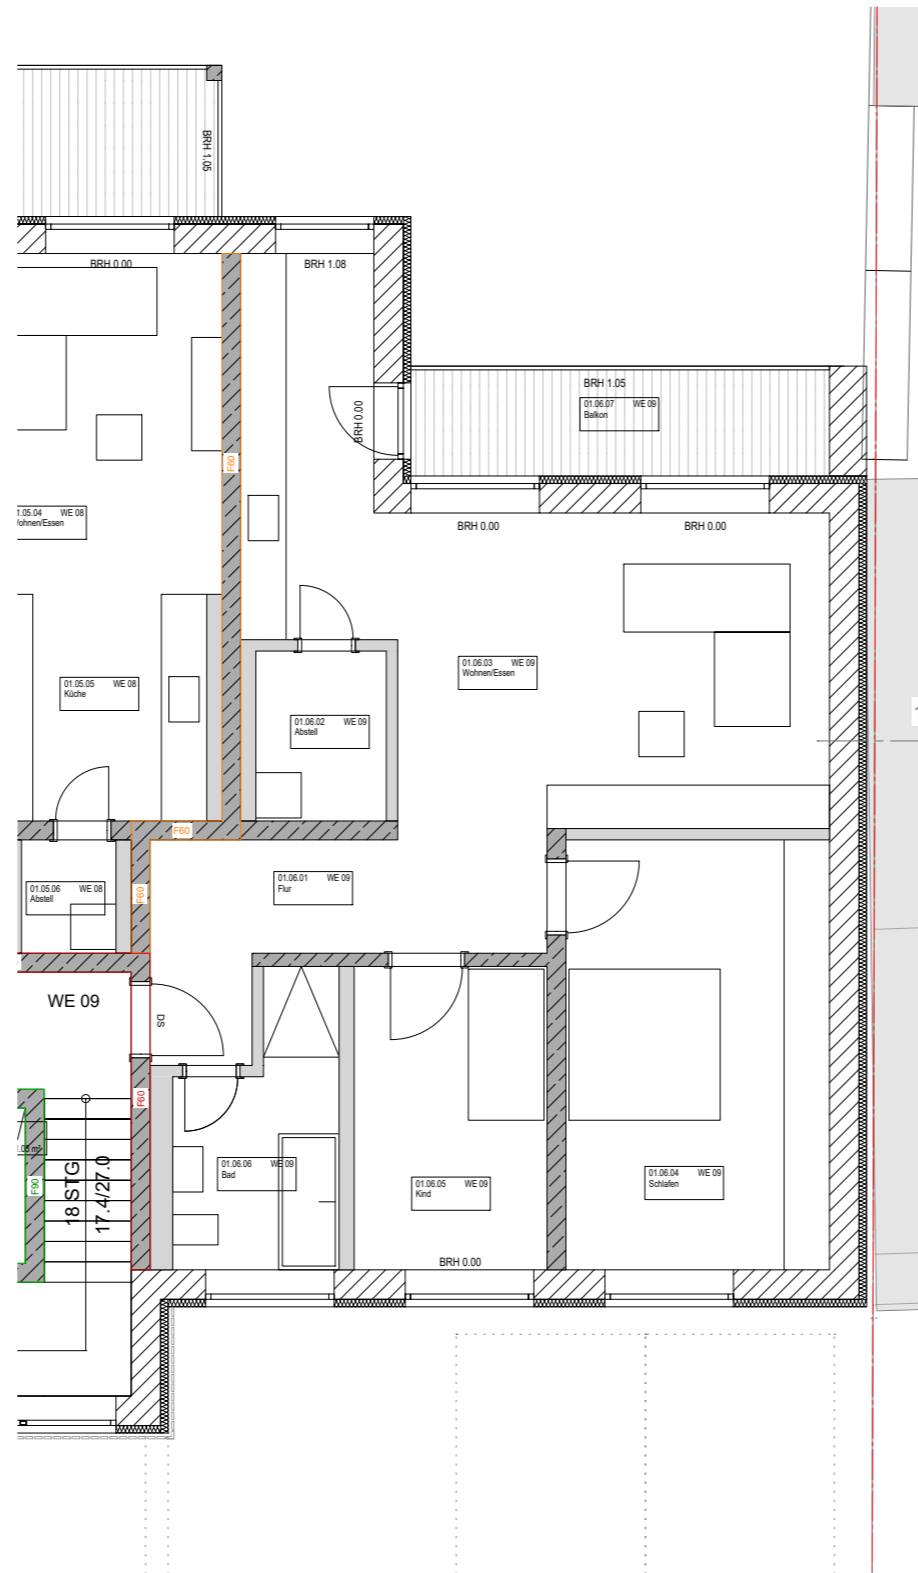 BRH 1.05
BRH 0.00
BRH 1.08
BRH 1.05
01.06.07 WE 09
Balkon
BRH 0.00
F60
1.05.04 WE 08
/ohnen/Essen
BRH 0.00
BRH 0.00
01.06.03 WE 09
Wohnen/Essen
01.05.05 WE 08
Küche
01.06.02 WE 09
Abstell
F60
01.05.06 WE 08
Abstell
F60
01.06.01 WE 09
Flur
WE 09
DS
F60
.05 m²
F90
18 STG
17.4/27.0
01.06.06 WE 09
Bad
01.06.05 WE 09
Kind
01.06.04 WE 09
Schlafen
BRH 0.00